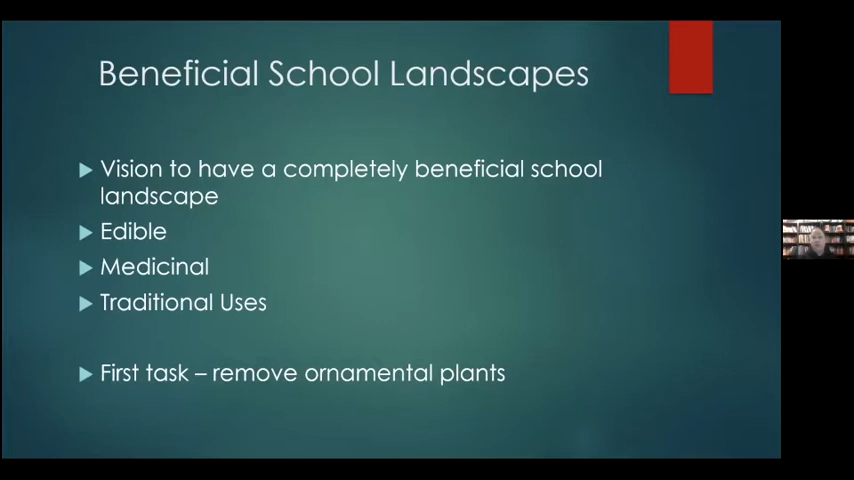 Beneficial School Landscapes
Vision to have a completely beneficial school
landscape
Edible
Medicinal
Traditional Uses
First task – remove ornamental plants